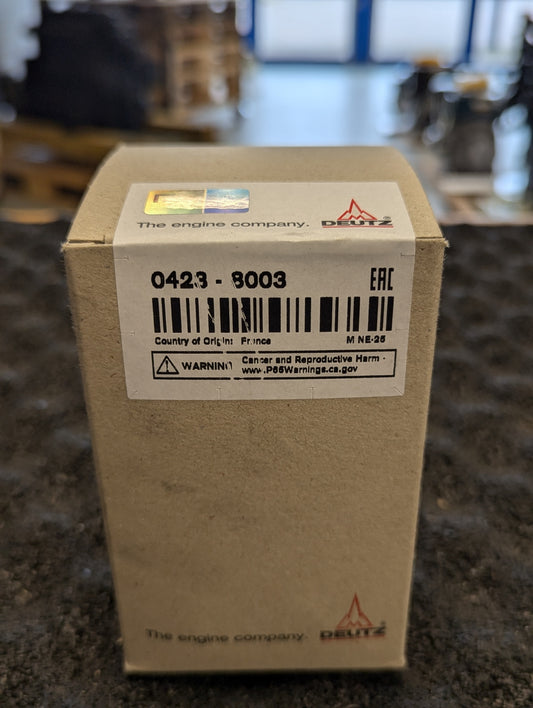 The engine company. DEUTZ ®
0423 - 8003 EAC
Country of Origin: France M NE-25
WARNING Cancer and Reproductive Harm -
www.P65Warnings.ca.gov
The engine company. DEUTZ